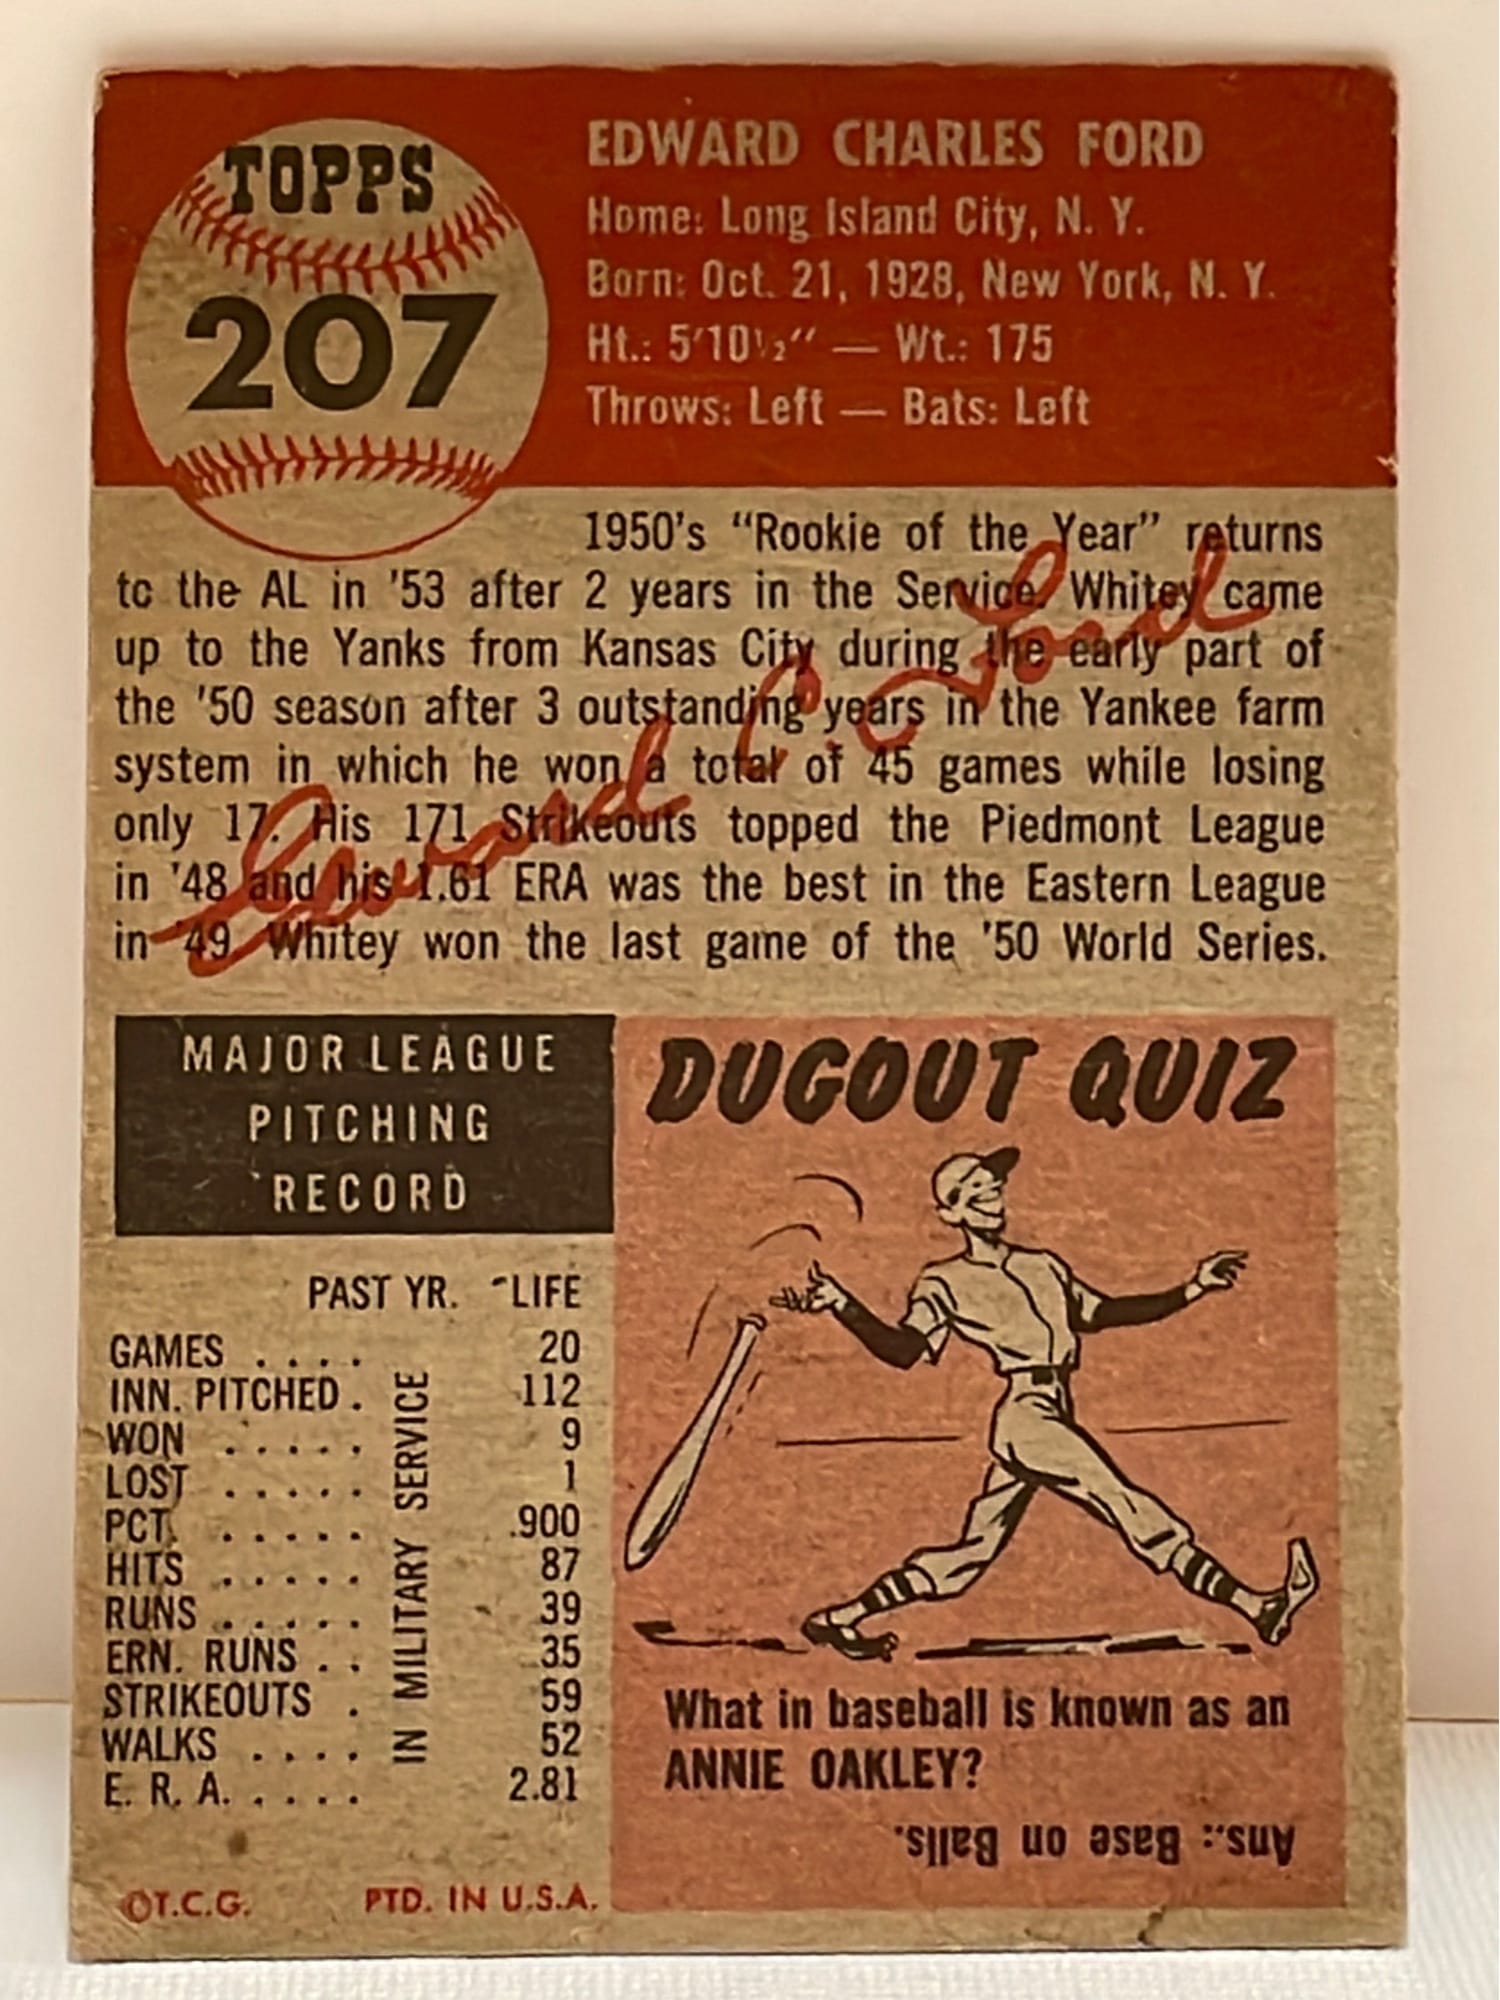 TOPPS
207
EDWARD CHARLES FORD
Home: Long Island City, N. Y.
Born: Oct. 21, 1928, New York, N. Y.
Ht.: 5'10½" — Wt.: 175
Throws: Left — Bats: Left
1950's "Rookie of the Year" returns
to the AL in '53 after 2 years in the Service. Whitey came
up to the Yanks from Kansas City during the early part of
the '50 season after 3 outstanding years in the Yankee farm
system in which he won a total of 45 games while losing
only 17. His 171 Strikeouts topped the Piedmont League
in '48 and his 1.61 ERA was the best in the Eastern League
in '49. Whitey won the last game of the '50 World Series.
Edward C. Ford
MAJOR LEAGUE
PITCHING
RECORD
PAST YR. LIFE
GAMES . . . . 20
INN. PITCHED . 112
WON . . . . . 9
LOST . . . . . 1
PCT. . . . . . .900
HITS . . . . . 87
RUNS . . . . . 39
ERN. RUNS . . 35
STRIKEOUTS . 59
WALKS . . . . 52
E. R. A. . . . . 2.81
IN MILITARY SERVICE
©T.C.G. PTD. IN U.S.A.
DUGOUT QUIZ
What in baseball is known as an
ANNIE OAKLEY?
Ans.: Base on Balls.